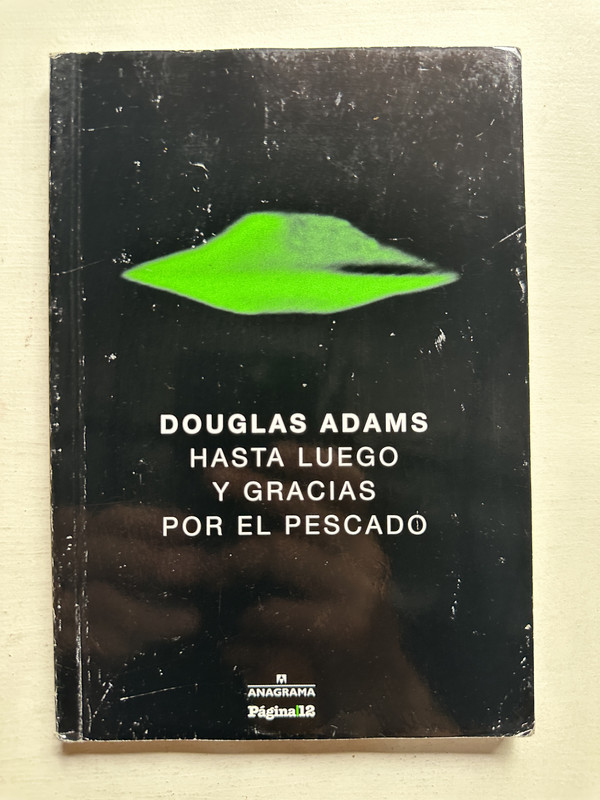 DOUGLAS ADAMS
HASTA LUEGO
Y GRACIAS
POR EL PESCADO
ANAGRAMA
Página|12